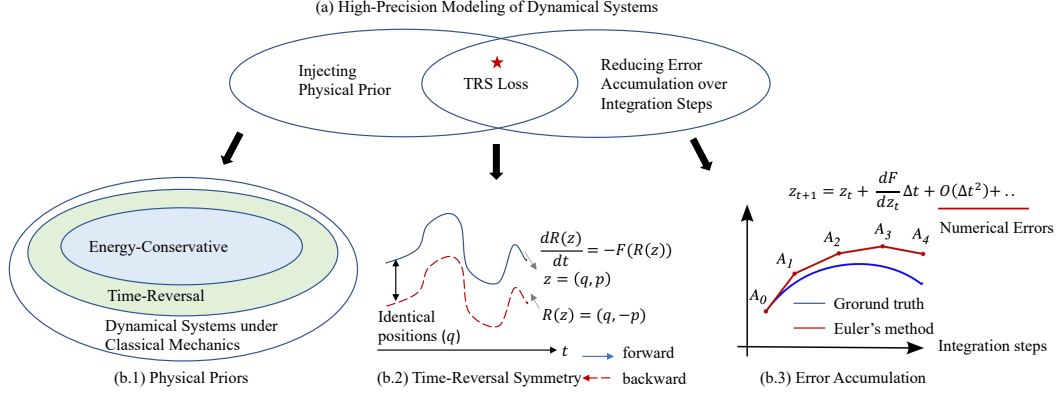 (a) High-Precision Modeling of Dynamical Systems
Injecting
Physical Prior
TRS Loss
Reducing Error
Accumulation over
Integration Steps
Energy-Conservative
Time-Reversal
Dynamical Systems under
Classical Mechanics
(b.1) Physical Priors
dR(z)/dt = −F(R(z))
z = (q, p)
R(z) = (q, −p)
Identical
positions (q)
t
forward
backward
(b.2) Time-Reversal Symmetry
z_{t+1} = z_t + dF/dz_t Δt + O(Δt²)+ ..
Numerical Errors
A_0
A_1
A_2
A_3
A_4
Grorund truth
Euler’s method
Integration steps
(b.3) Error Accumulation